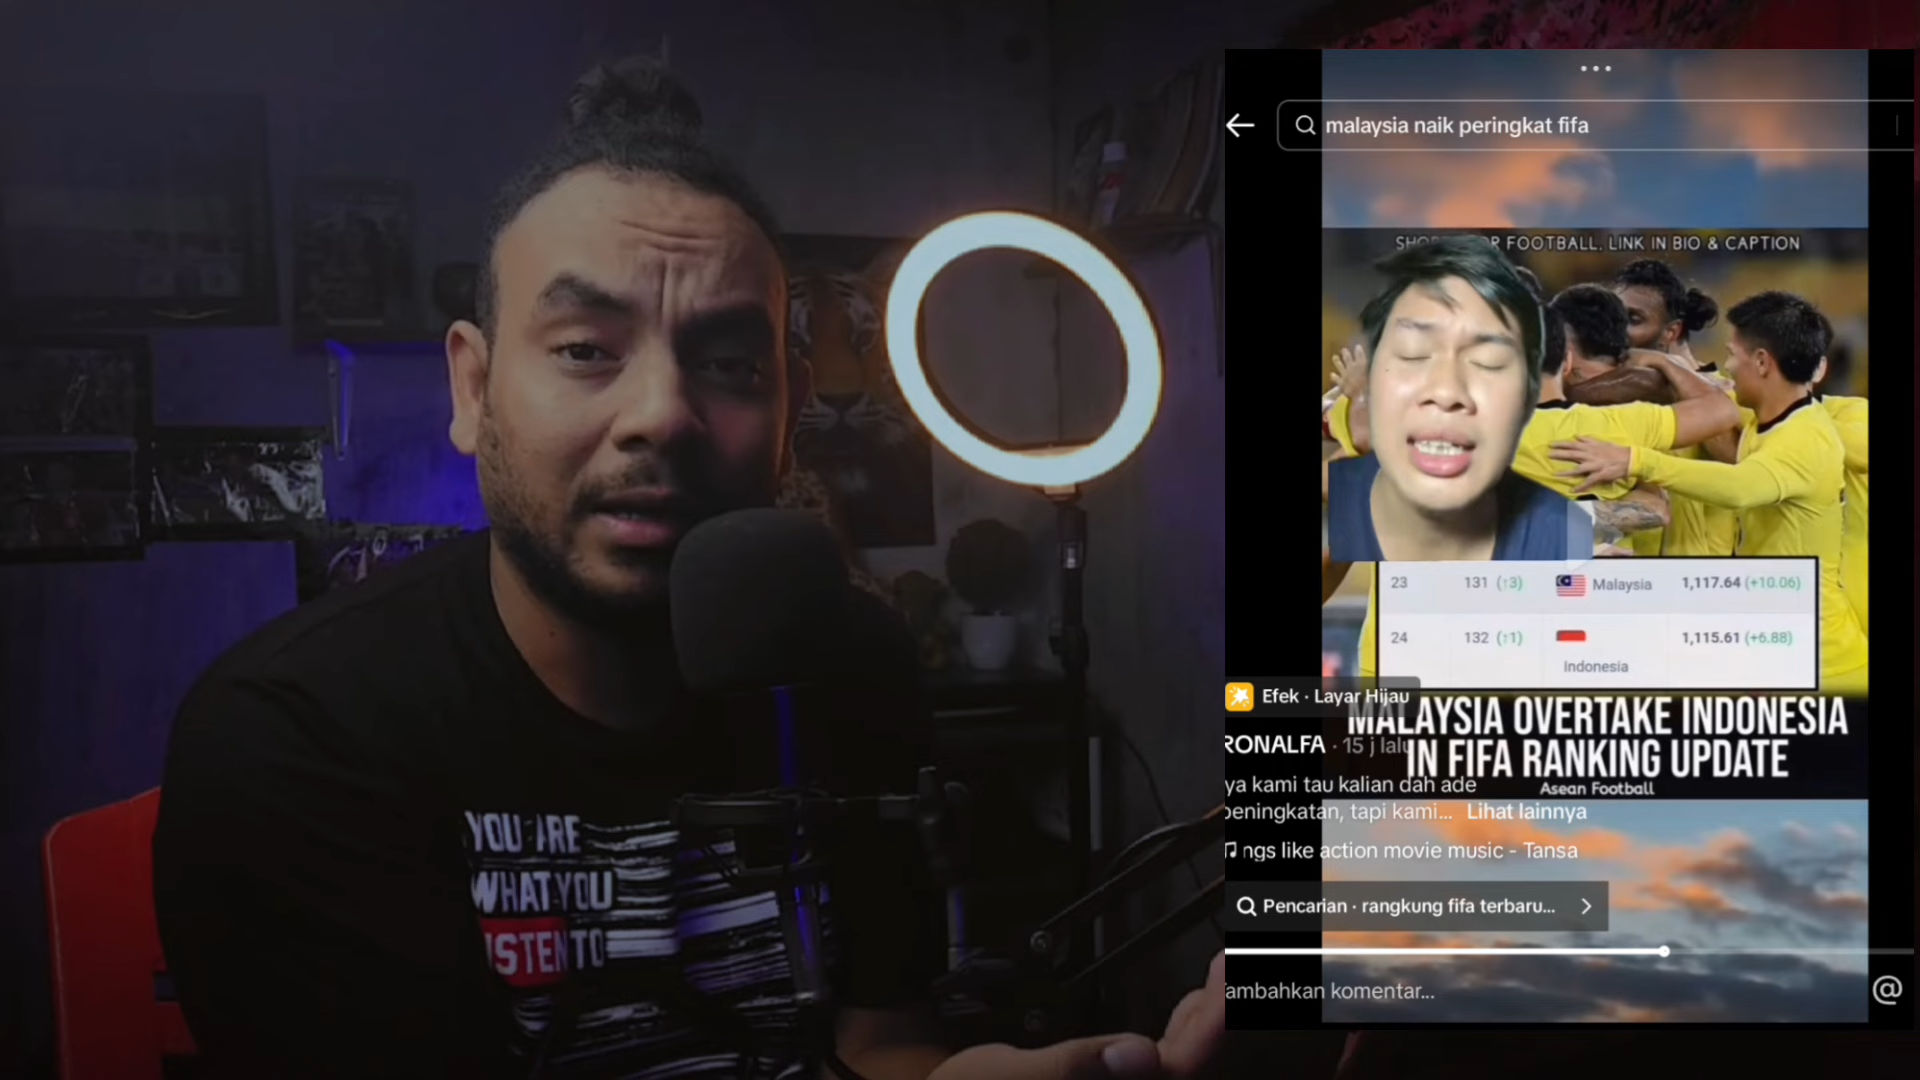 malaysia naik peringkat fifa
FOOTBALL, LINK IN BIO & CAPTION
23 131 (↑3) Malaysia 1,117.64 (+10.06)
24 132 (↑1) Indonesia 1,115.61 (+6.88)
Efek · Layar Hijau
MALAYSIA OVERTAKE INDONESIA
IN FIFA RANKING UPDATE
Asean Football
RONALFA · 15 j lalu
ya kami tau kalian dah ade
peningkatan, tapi kami... Lihat lainnya
ngs like action movie music - Tansa
Pencarian · rangkung fifa terbaru...
Tambahkan komentar...
@
YOU ARE
WHAT YOU
LISTEN TO